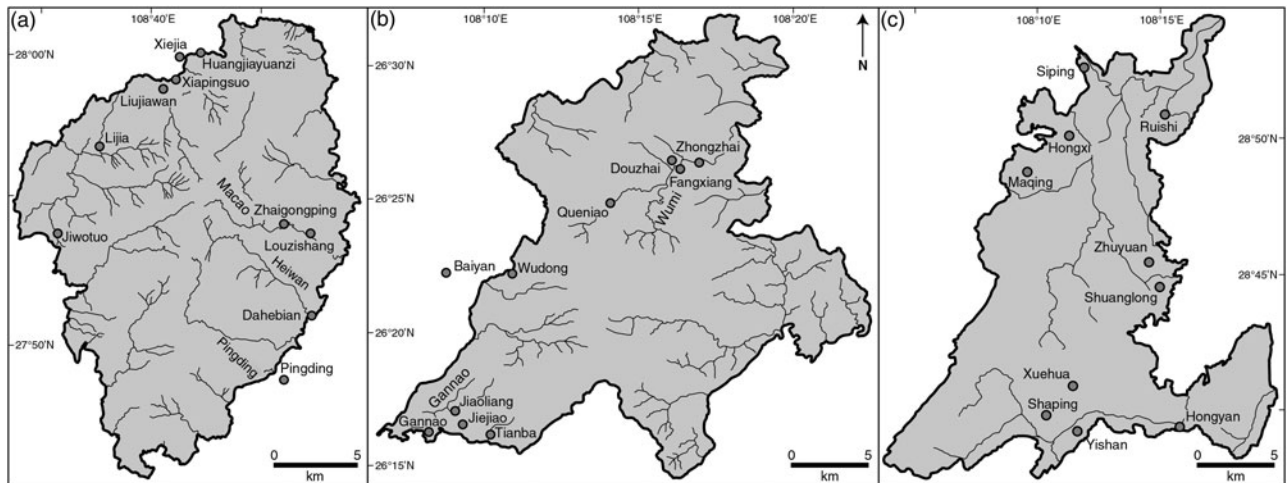 (a)
108°40'E
28°00'N
Xiejia
Huangjiayuanzi
Xiapingsuo
Liujiawan
Lijia
Macao
Zhaigongping
Jiwotuo
Louzishang
Heiwan
Dahebian
27°50'N
Pingding
Pingding
0 5
km
(b)
108°10'E
108°15'E
108°20'E
N
26°30'N
Zhongzhai
Douzhai
Fangxiang
26°25'N
Queniao
Wumi
Baiyan
Wudong
26°20'N
Gannao
Jiaoliang
Gannao
Jiejiao
Tianba
26°15'N
0 5
km
(c)
108°10'E
108°15'E
Siping
Ruishi
28°50'N
Hongxi
Maqing
Zhuyuan
28°45'N
Shuanglong
Xuehua
Shaping
Hongyan
Yishan
0 5
km